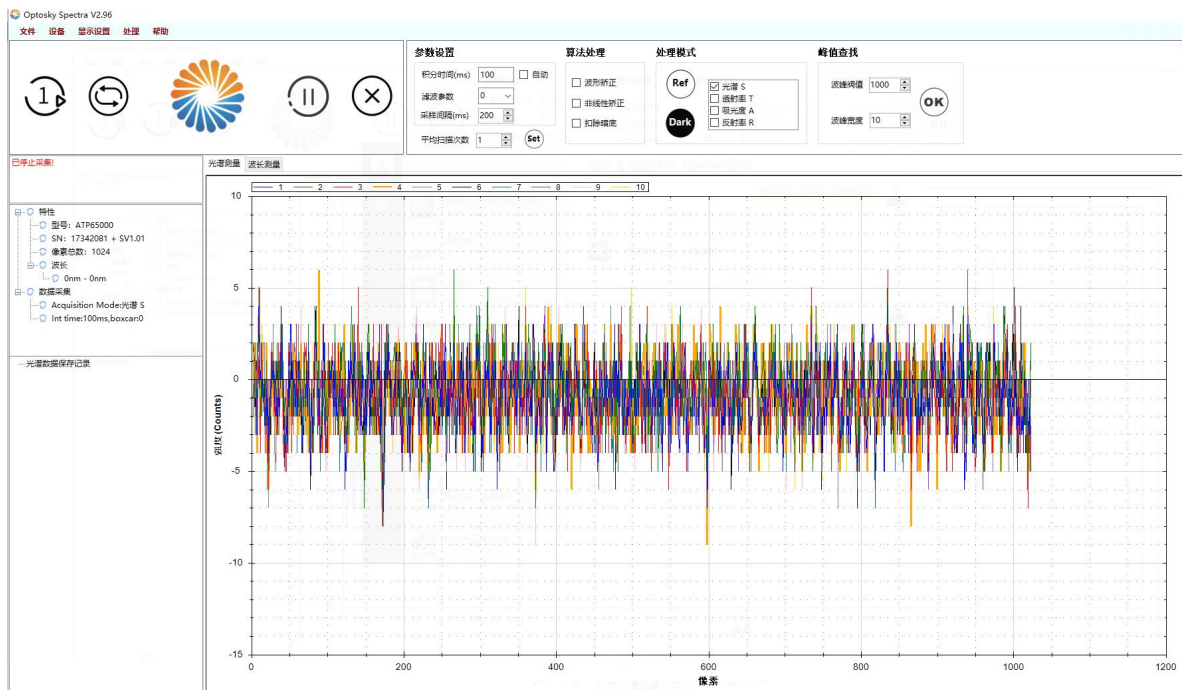 Optosky Spectra V2.96
文件 设备 显示设置 处理 帮助
1
参数设置
积分时间(ms) 100 自动
滤波参数 0
采样间隔(ms) 200
平均扫描次数 1 Set
算法处理
波形矫正
非线性矫正
扣除暗底
处理模式
Ref
Dark
光谱 S
透射率 T
吸光度 A
反射率 R
峰值查找
波峰阀值 1000
波峰宽度 10
OK
已停止采集!
特性
型号: ATP65000
SN: 17342081 + SV1.01
像素总数: 1024
波长
0nm - 0nm
数据采集
Acquisition Mode:光谱 S
Int time:100ms,boxcar:0
光谱数据保存记录
光谱测量 波长测量
1 2 3 4 5 6 7 8 9 10
10
5
0
-5
-10
-15
强度 (Counts)
0 200 400 600 800 1000 1200
像素